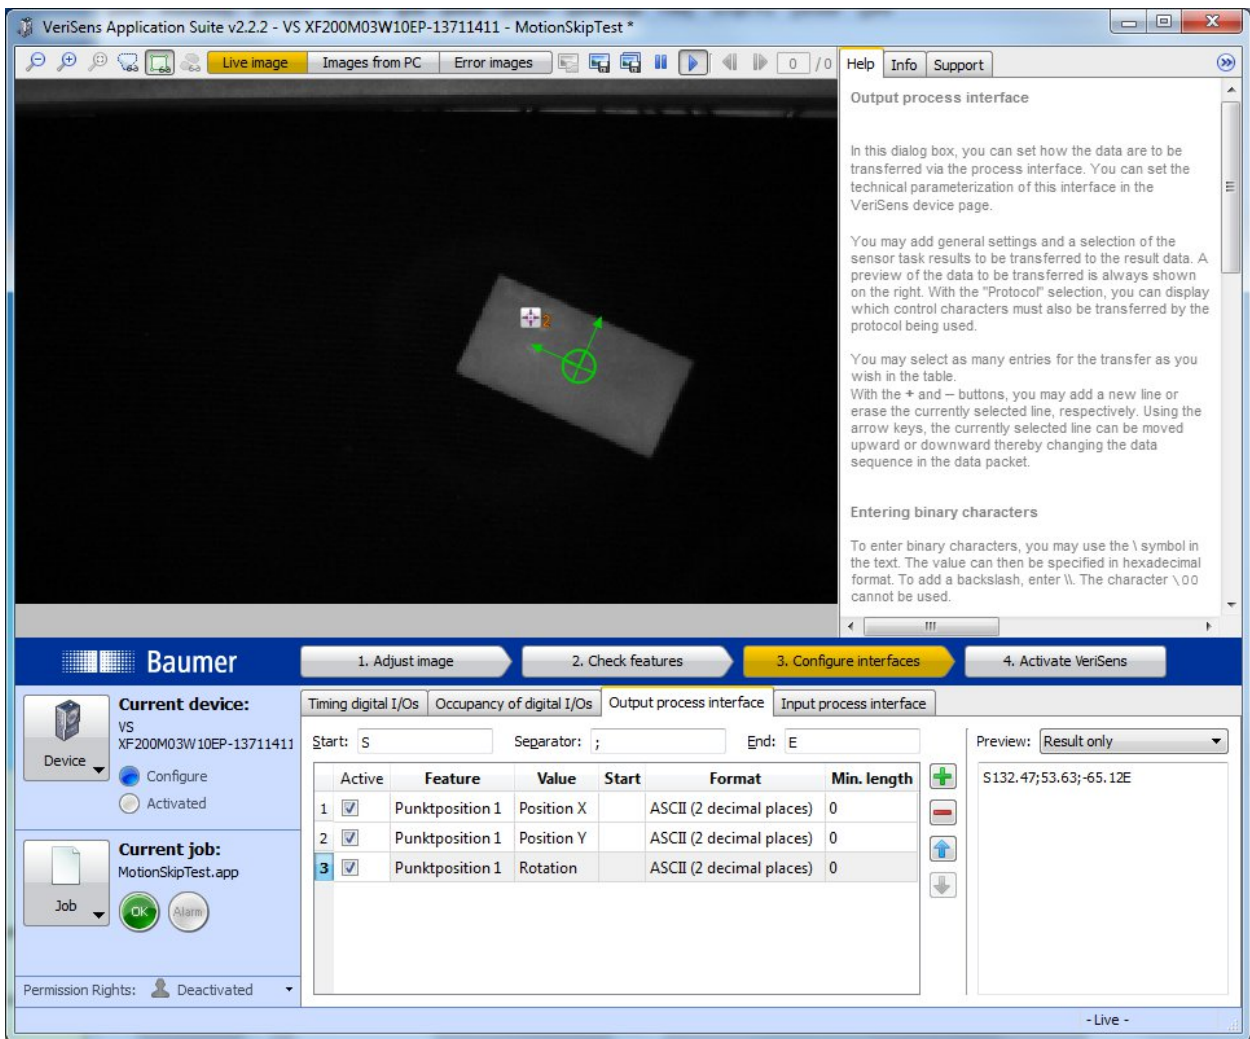 VeriSens Application Suite v2.2.2 - VS XF200M03W10EP-13711411 - MotionSkipTest *
Live image
Images from PC
Error images
0 / 0
Help
Info
Support
Output process interface
In this dialog box, you can set how the data are to be
transferred via the process interface. You can set the
technical parameterization of this interface in the
VeriSens device page.
You may add general settings and a selection of the
sensor task results to be transferred to the result data. A
preview of the data to be transferred is always shown
on the right. With the "Protocol" selection, you can display
which control characters must also be transferred by the
protocol being used.
You may select as many entries for the transfer as you
wish in the table.
With the + and – buttons, you may add a new line or
erase the currently selected line, respectively. Using the
arrow keys, the currently selected line can be moved
upward or downward thereby changing the data
sequence in the data packet.
Entering binary characters
To enter binary characters, you may use the \ symbol in
the text. The value can then be specified in hexadecimal
format. To add a backslash, enter \\. The character \00
cannot be used.
2
Baumer
1. Adjust image
2. Check features
3. Configure interfaces
4. Activate VeriSens
Device
Current device:
VS
XF200M03W10EP-13711411
Configure
Activated
Job
Current job:
MotionSkipTest.app
OK
Alarm
Permission Rights: Deactivated
Timing digital I/Os
Occupancy of digital I/Os
Output process interface
Input process interface
Start: S
Separator: ;
End: E
Active Feature Value Start Format Min. length
1 Punktposition 1 Position X ASCII (2 decimal places) 0
2 Punktposition 1 Position Y ASCII (2 decimal places) 0
3 Punktposition 1 Rotation ASCII (2 decimal places) 0
Preview: Result only
S132.47;53.63;-65.12E
- Live -